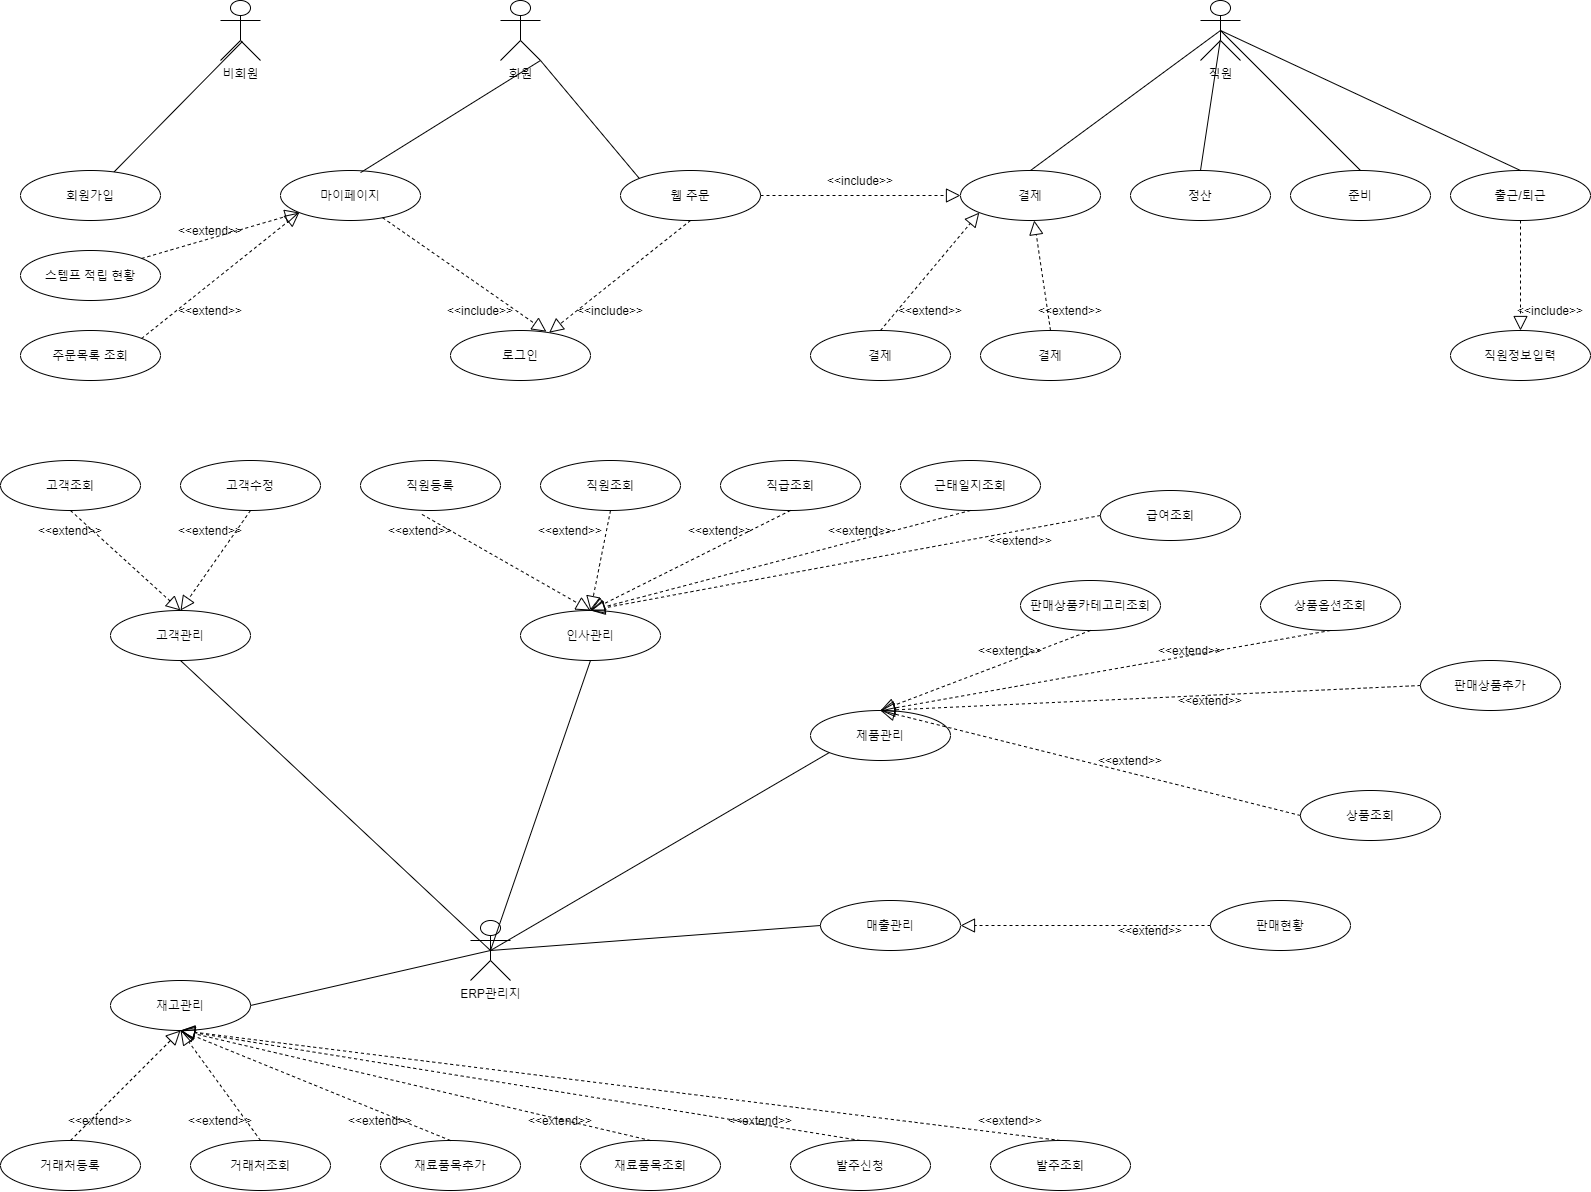 비회원
회원
직원
회원가입
마이페이지
웹 주문
<<include>>
결제
정산
준비
출근/퇴근
<<extend>>
스템프 적립 현황
<<extend>>
<<include>>
<<include>>
<<extend>>
<<extend>>
<<include>>
주문목록 조회
로그인
결제
결제
직원정보입력
고객조회
고객수정
직원등록
직원조회
직급조회
근태일지조회
급여조회
<<extend>>
<<extend>>
<<extend>>
<<extend>>
<<extend>>
<<extend>>
<<extend>>
고객관리
인사관리
판매상품카테고리조회
상품옵션조회
<<extend>>
<<extend>>
판매상품추가
<<extend>>
제품관리
<<extend>>
상품조회
매출관리
<<extend>>
판매현황
ERP관리지
재고관리
<<extend>>
<<extend>>
<<extend>>
<<extend>>
<<extend>>
<<extend>>
거래처등록
거래처조회
재료품목추가
재료품목조회
발주신청
발주조회